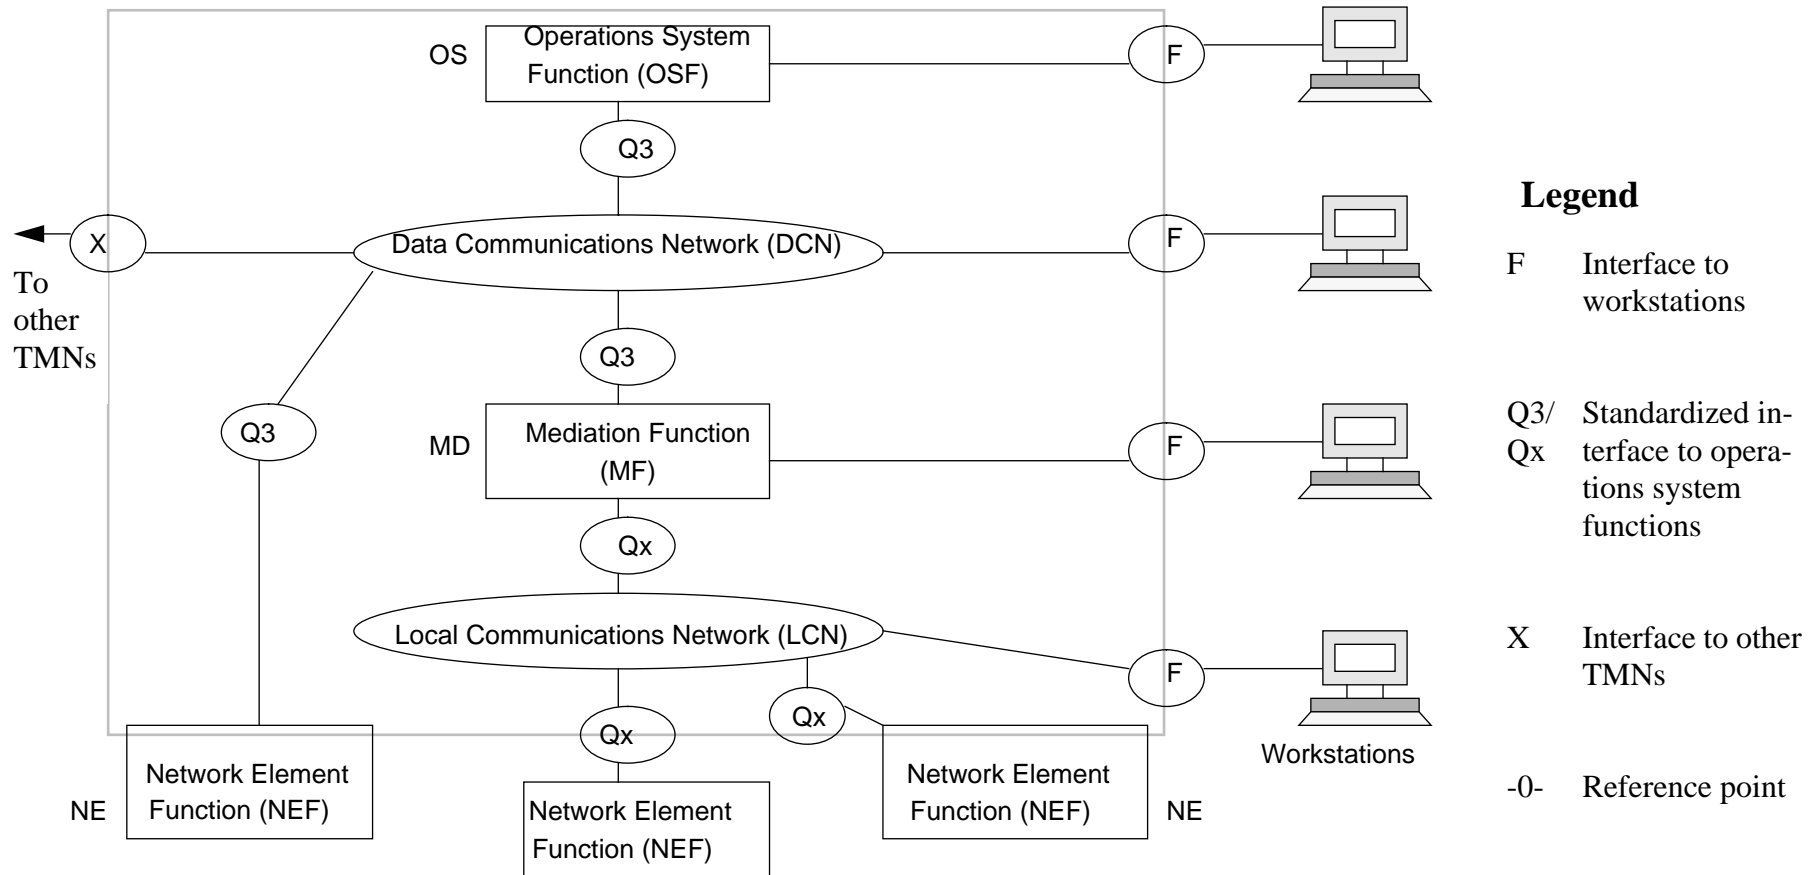 OS
Operations System
Function (OSF)
F
Q3
X
Data Communications Network (DCN)
F
To
other
TMNs
Q3
Q3
MD
Mediation Function
(MF)
F
Qx
Local Communications Network (LCN)
F
Qx
Qx
Workstations
NE
Network Element
Function (NEF)
Network Element
Function (NEF)
Network Element
Function (NEF)
NE
Legend
F Interface to
workstations
Q3/ Standardized in-
Qx terface to opera-
tions system
functions
X Interface to other
TMNs
-0- Reference point